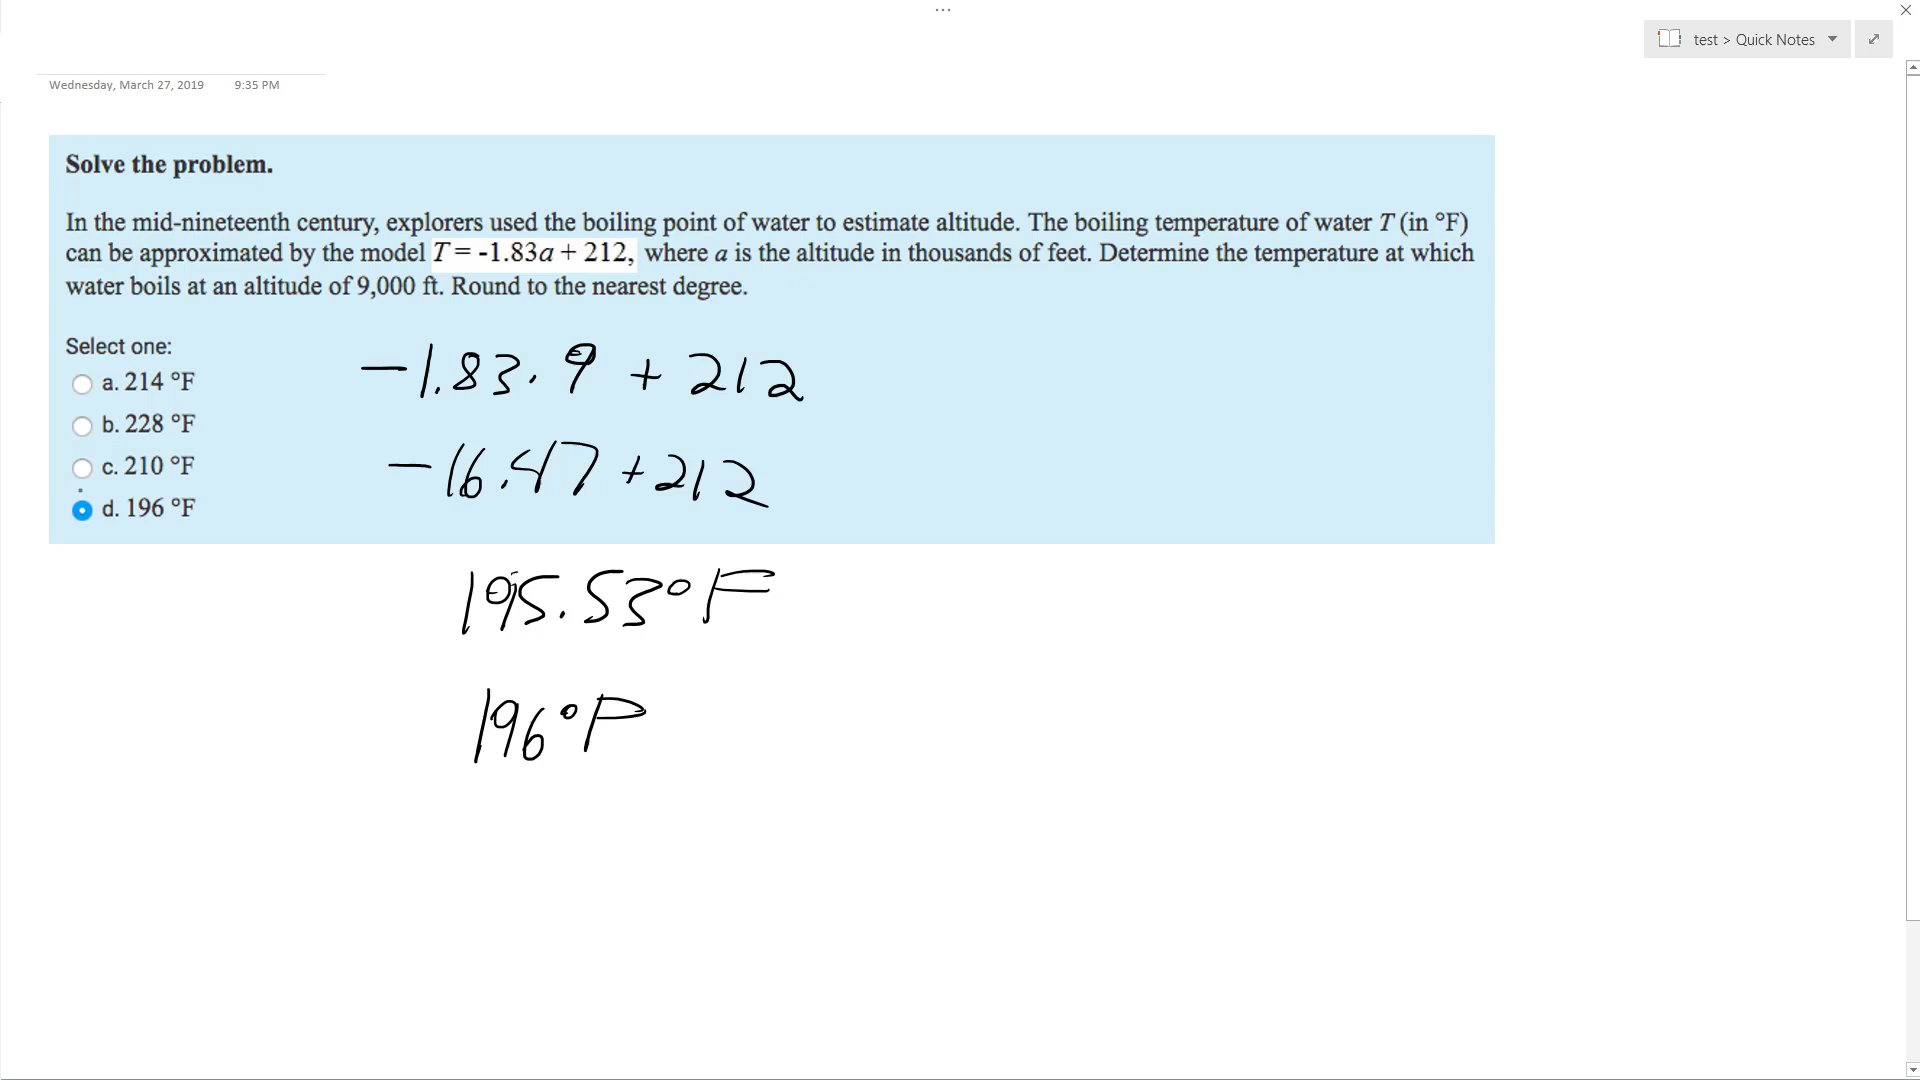 ...
test > Quick Notes
Wednesday, March 27, 2019 9:35 PM
Solve the problem.
In the mid-nineteenth century, explorers used the boiling point of water to estimate altitude. The boiling temperature of water T (in °F)
can be approximated by the model T = -1.83a + 212, where a is the altitude in thousands of feet. Determine the temperature at which
water boils at an altitude of 9,000 ft. Round to the nearest degree.
Select one:
a. 214 °F
b. 228 °F
c. 210 °F
d. 196 °F
-1.83 · 9 + 212
-16.47 + 212
195.53°F
196°F